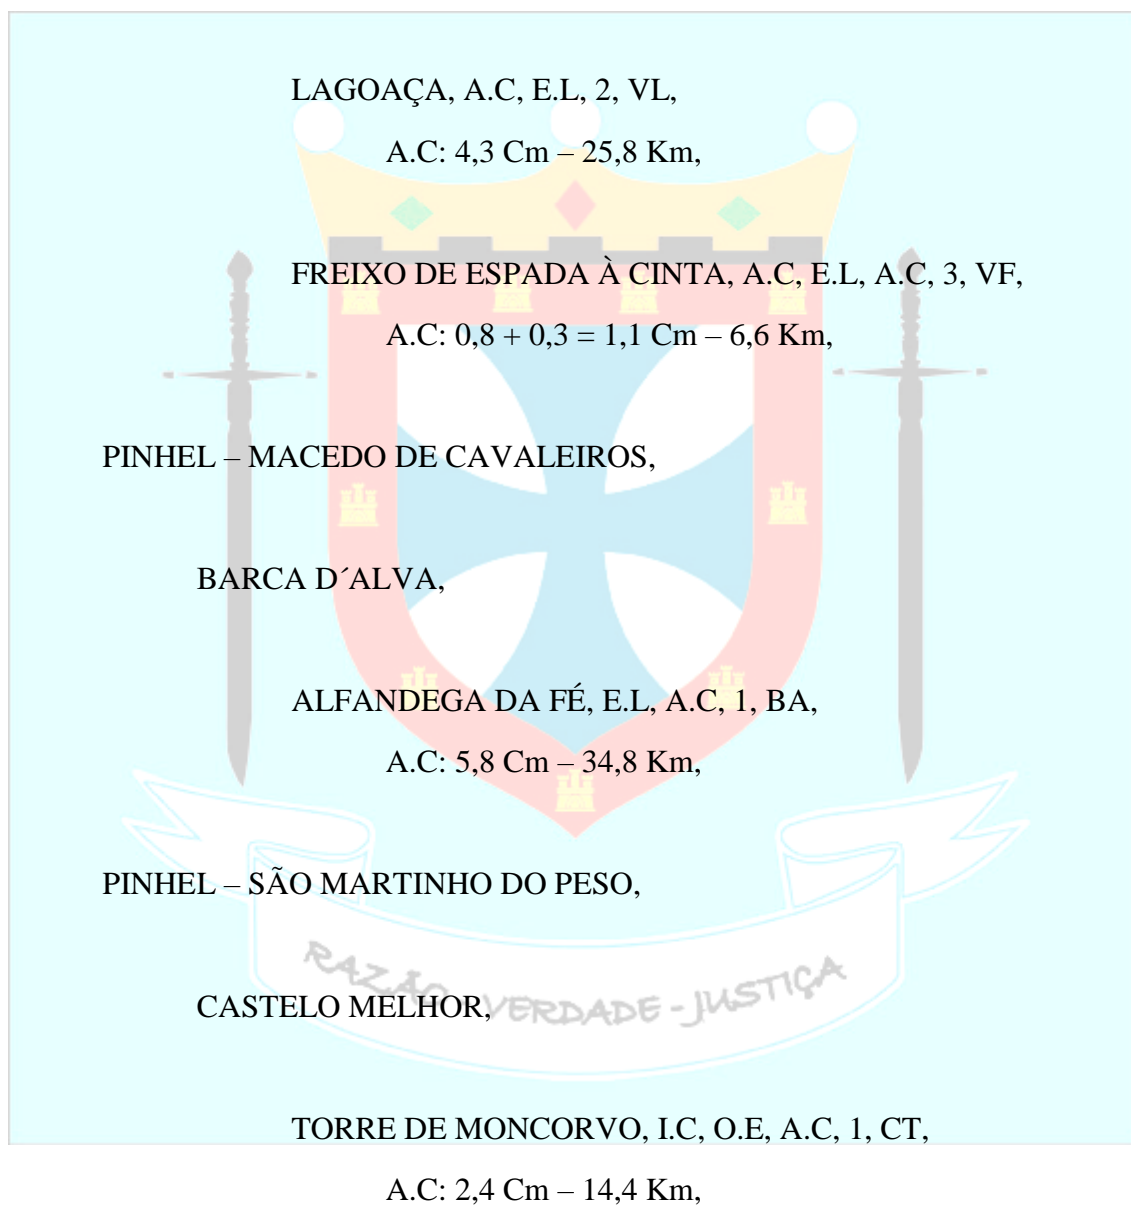 LAGOAÇA, A.C, E.L, 2, VL,
A.C: 4,3 Cm – 25,8 Km,
FREIXO DE ESPADA À CINTA, A.C, E.L, A.C, 3, VF,
A.C: 0,8 + 0,3 = 1,1 Cm – 6,6 Km,
PINHEL – MACEDO DE CAVALEIROS,
BARCA D´ALVA,
ALFANDEGA DA FÉ, E.L, A.C, 1, BA,
A.C: 5,8 Cm – 34,8 Km,
PINHEL – SÃO MARTINHO DO PESO,
RAZÃO - VERDADE - JUSTIÇA
CASTELO MELHOR,
TORRE DE MONCORVO, I.C, O.E, A.C, 1, CT,
A.C: 2,4 Cm – 14,4 Km,